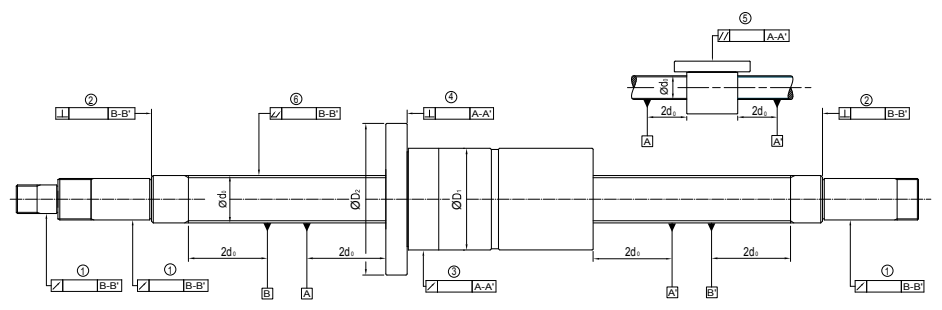 ⑤
// A-A'
Ød₀
2d₀ 2d₀
A A'
② ⑥ ④ ②
⊥ B-B' ⌰ B-B' ⊥ A-A' ⊥ B-B'
Ød₀ ØD₂ ØD₁
2d₀ 2d₀ 2d₀ 2d₀
① ① ③ ①
↗ B-B' ↗ B-B' B A ↗ A-A' A' B' ↗ B-B'